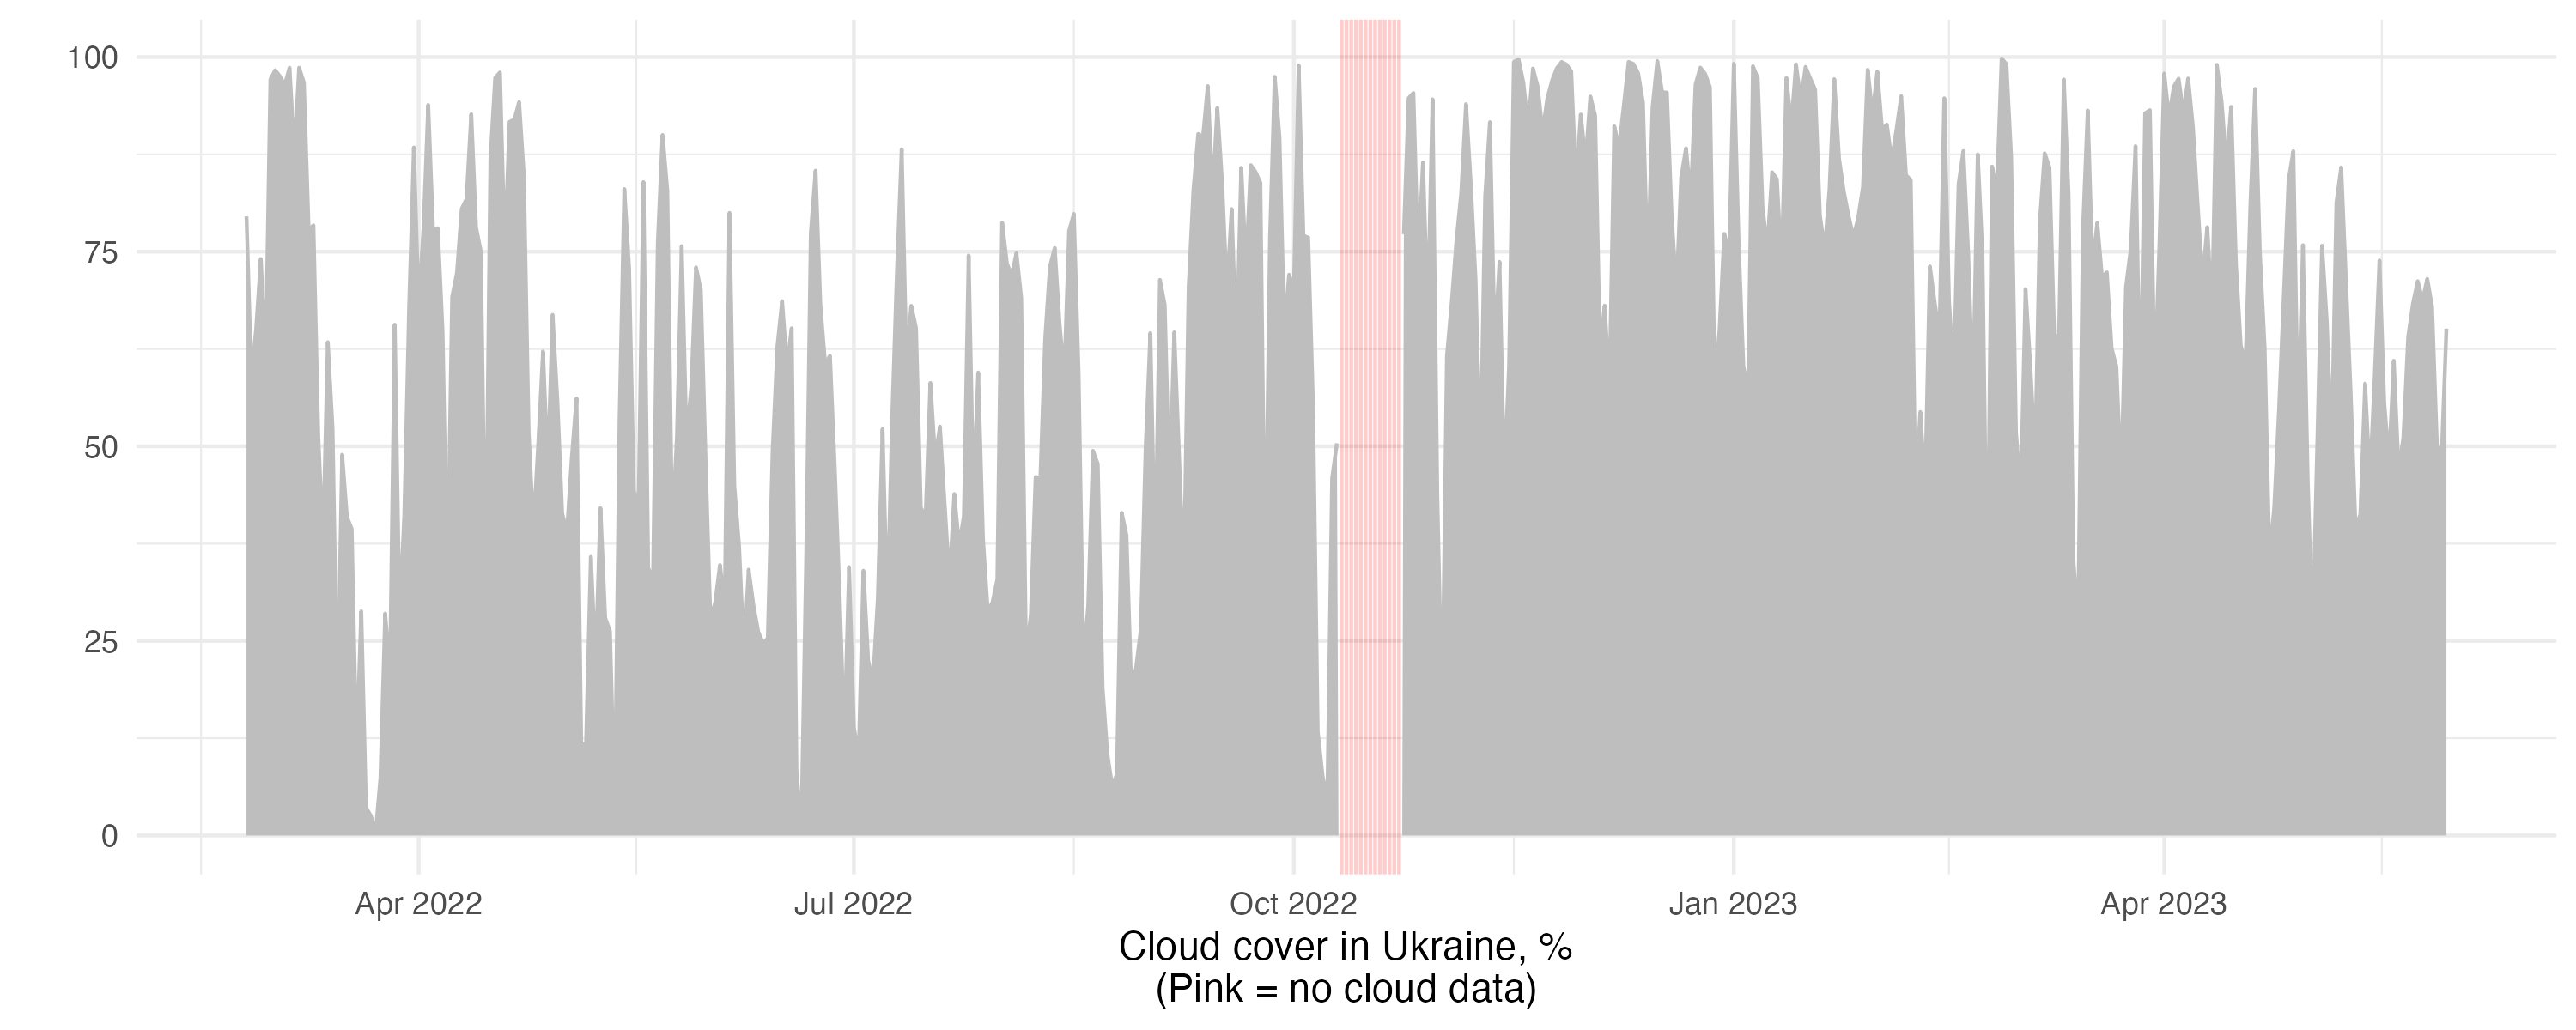 100
75
50
25
0
Apr 2022
Jul 2022
Oct 2022
Jan 2023
Apr 2023
Cloud cover in Ukraine, %
(Pink = no cloud data)